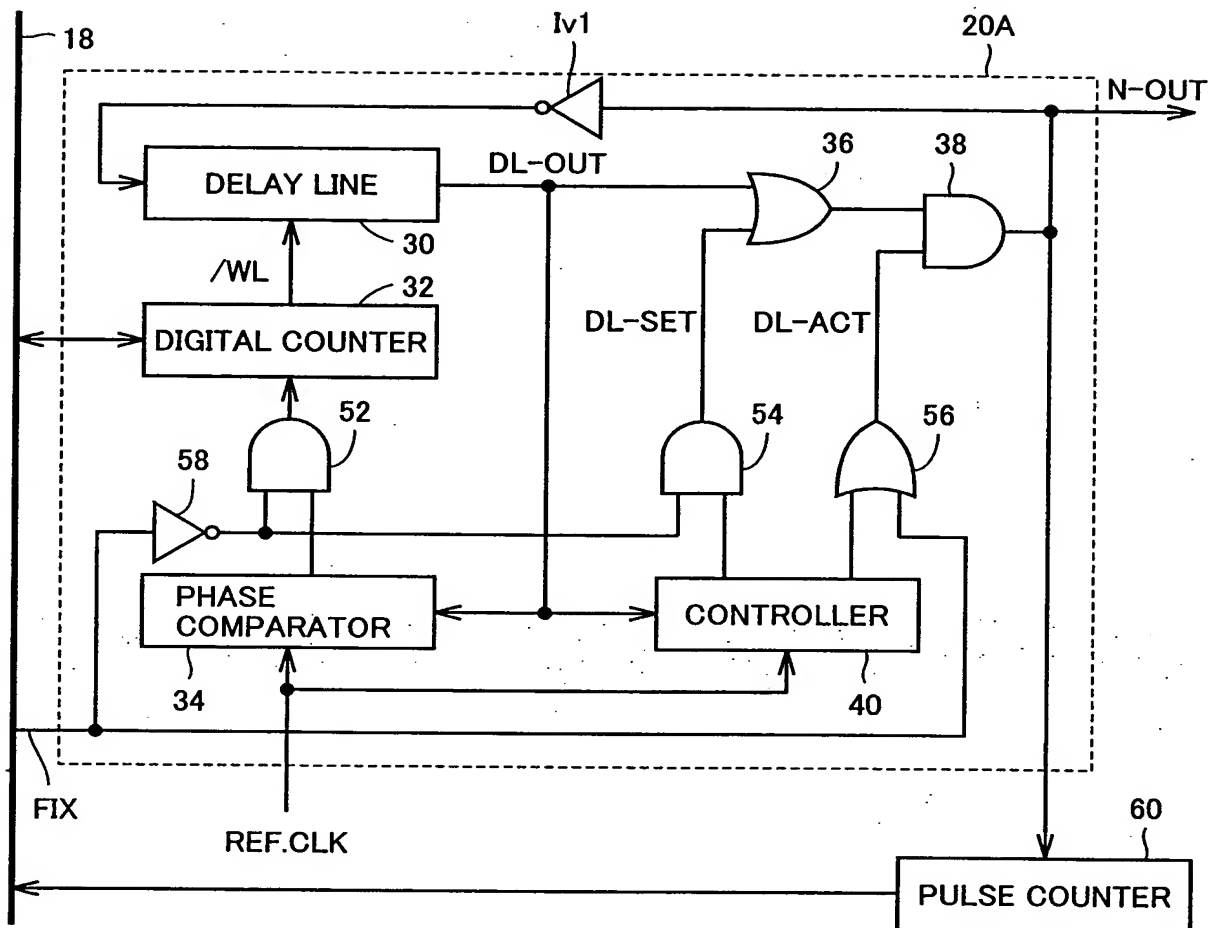 18
Iv1
20A
N-OUT
DELAY LINE
30
DL-OUT
36
38
/WL
32
DIGITAL COUNTER
DL-SET
DL-ACT
52
54
56
58
PHASE
COMPARATOR
34
CONTROLLER
40
FIX
REF.CLK
60
PULSE COUNTER